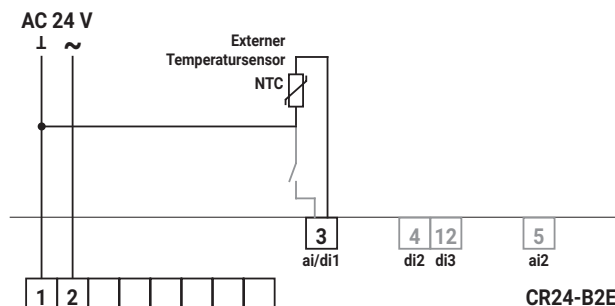 AC 24 V
⊥ ~
Externer
Temperatursensor
NTC
3 4 12 5
ai/di1 di2 di3 ai2
1 2
CR24-B2E